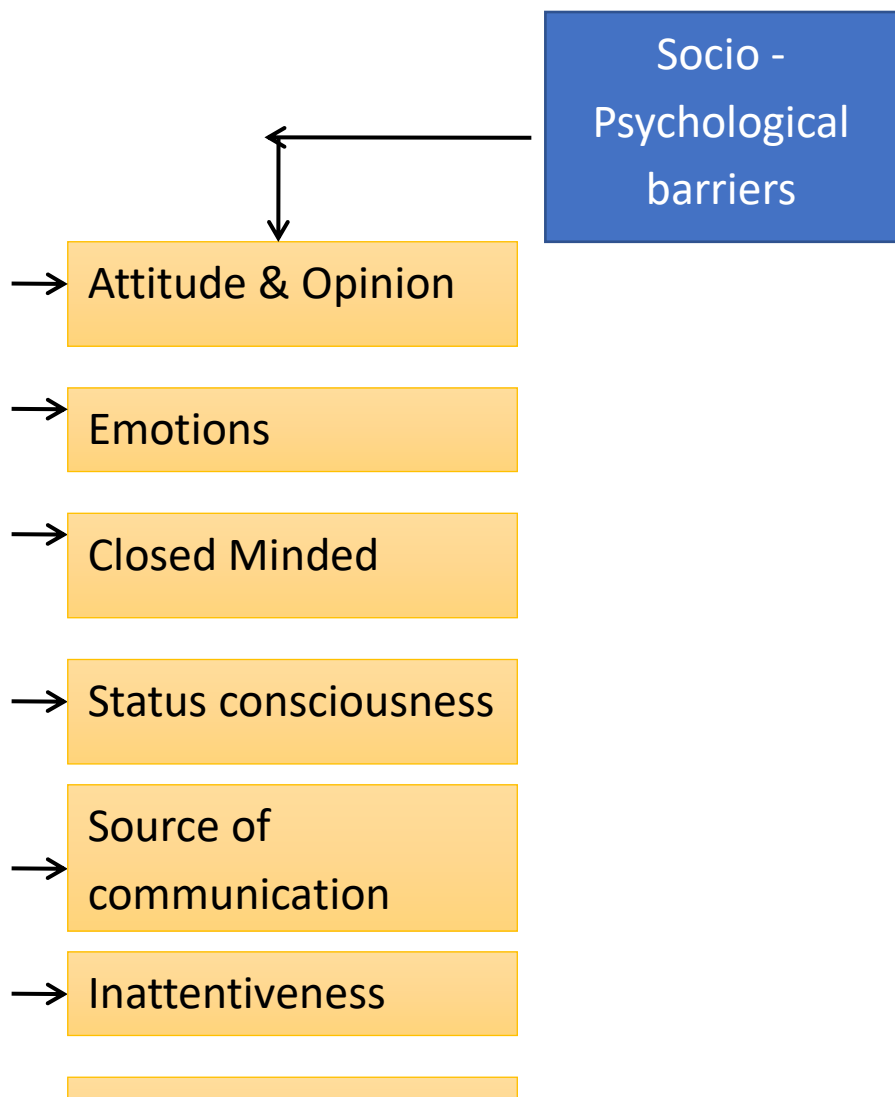 Socio -
Psychological
barriers
Attitude & Opinion
Emotions
Closed Minded
Status consciousness
Source of
communication
Inattentiveness